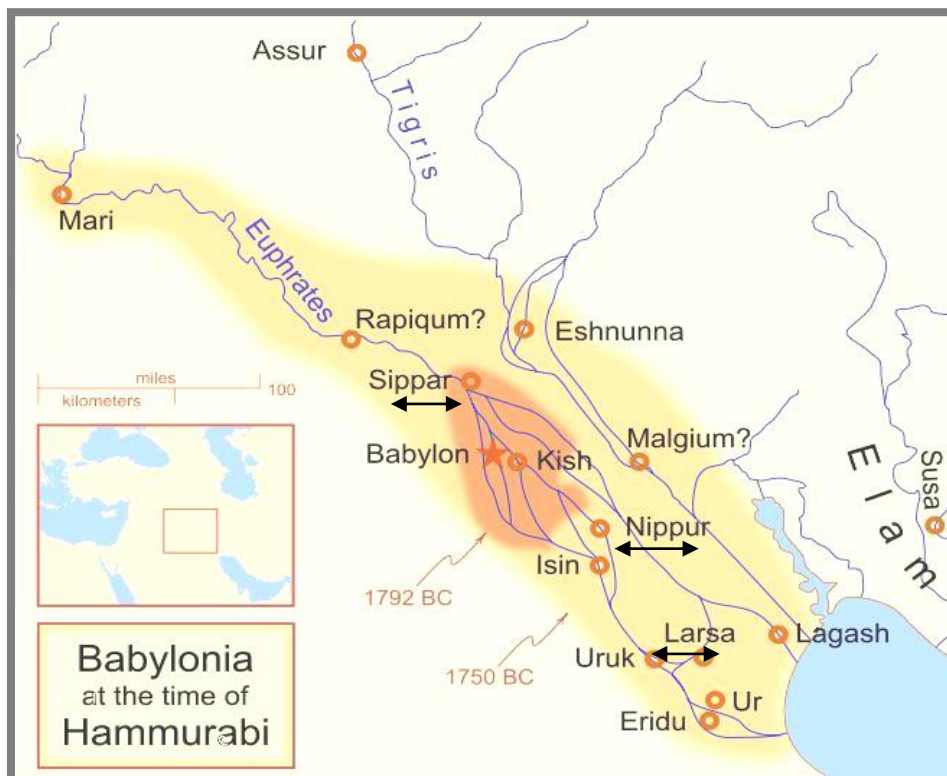 Assur
Tigris
Mari
Euphrates
Rapiqum?
Eshnunna
miles
100
kilometers
Sippar
Babylon
Kish
Malgium?
Elam
Susa
Nippur
Isin
1792 BC
Larsa
Lagash
Uruk
1750 BC
Ur
Eridu
Babylonia
at the time of
Hammurabi
©